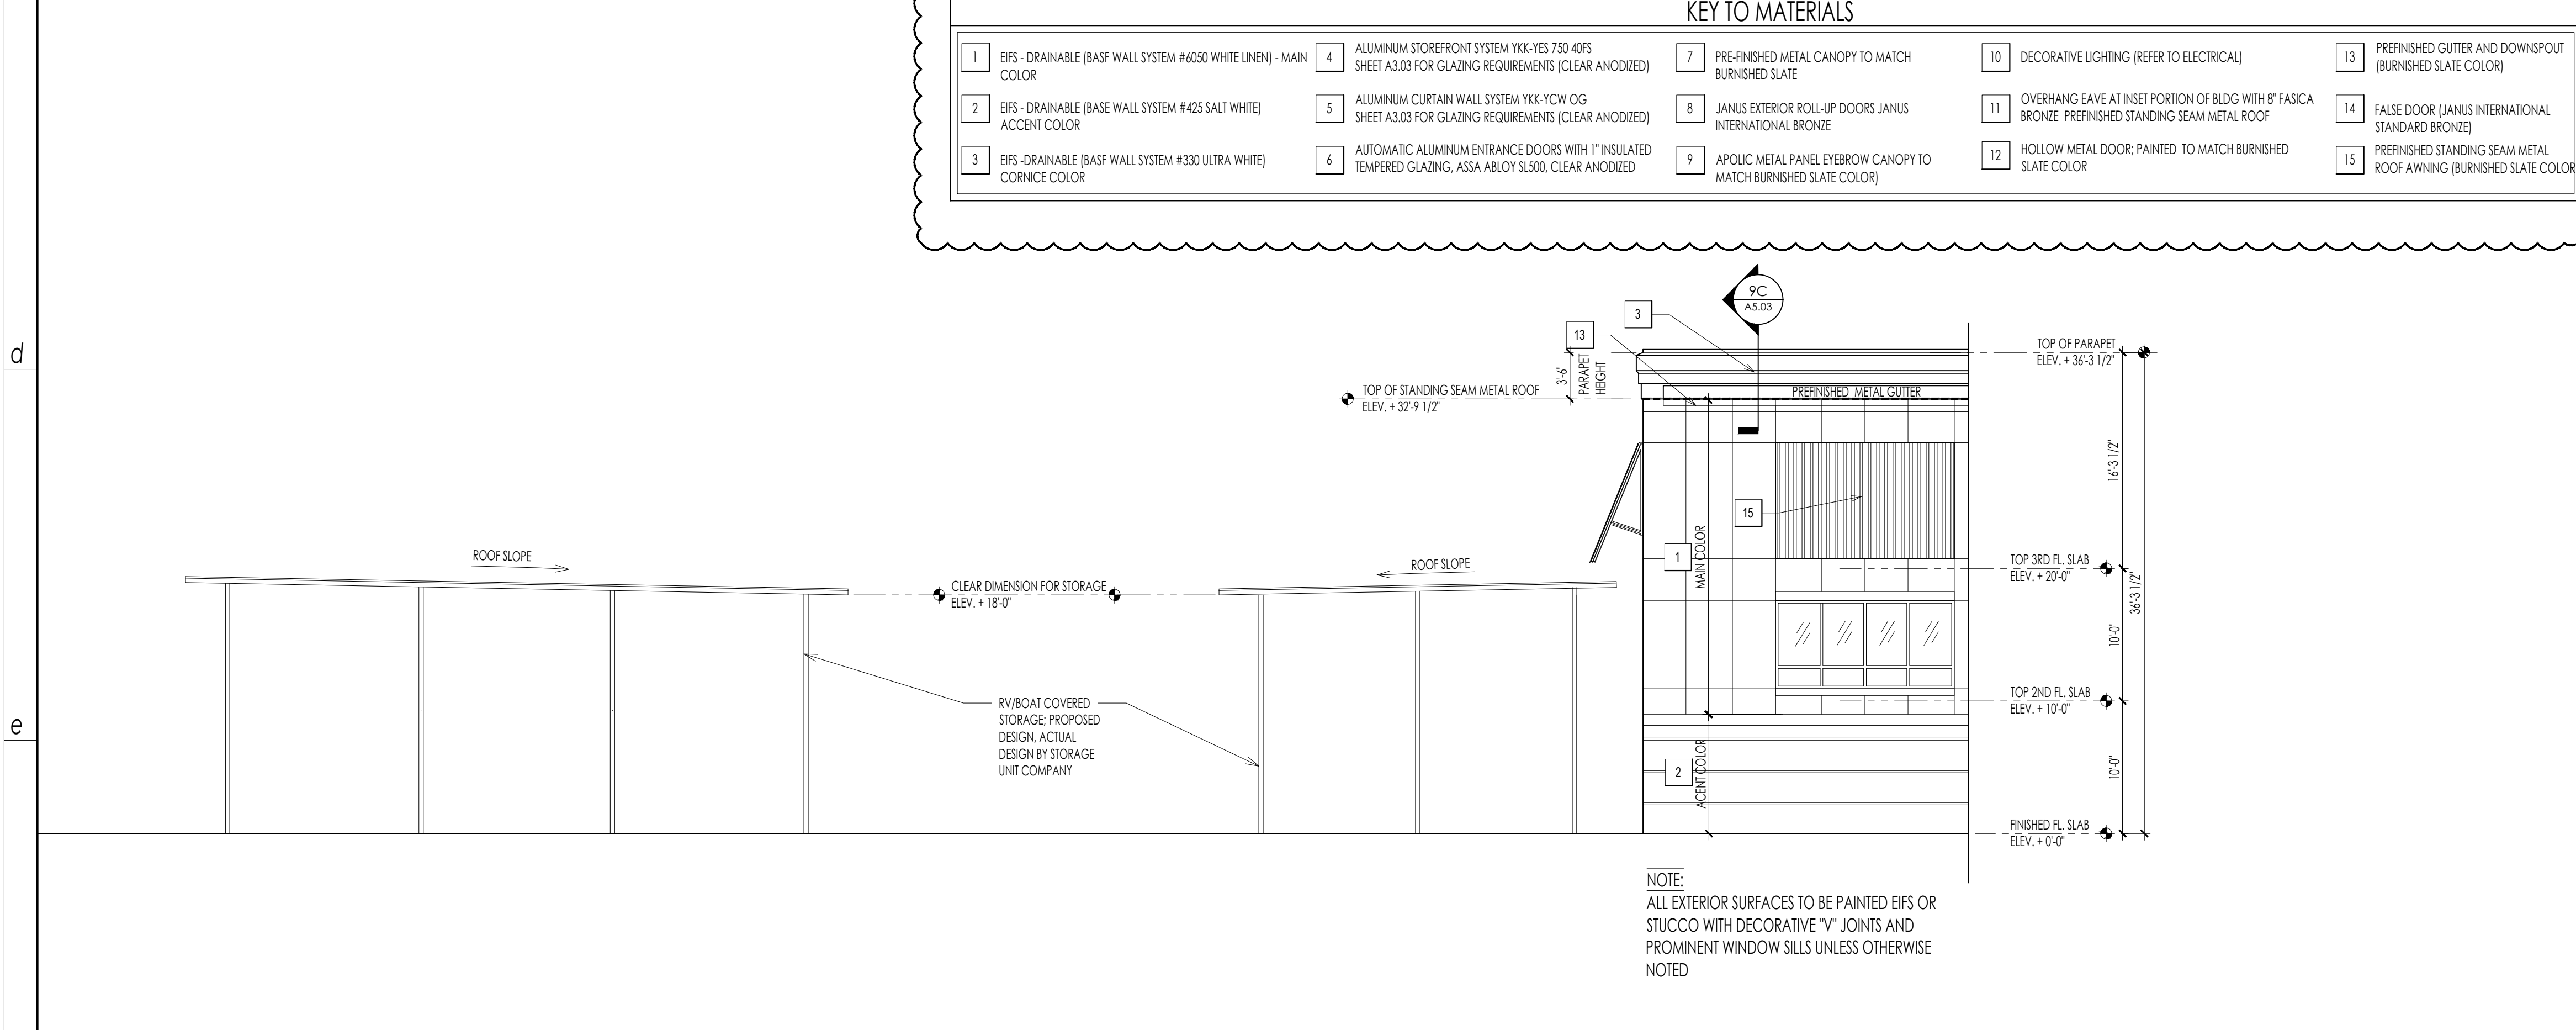 KEY TO MATERIALS
1 EIFS - DRAINABLE (BASF WALL SYSTEM #6050 WHITE LINEN) - MAIN
COLOR
2 EIFS - DRAINABLE (BASE WALL SYSTEM #425 SALT WHITE)
ACCENT COLOR
3 EIFS -DRAINABLE (BASF WALL SYSTEM #330 ULTRA WHITE)
CORNICE COLOR
4 ALUMINUM STOREFRONT SYSTEM YKK-YES 750 40FS
SHEET A3.03 FOR GLAZING REQUIREMENTS (CLEAR ANODIZED)
5 ALUMINUM CURTAIN WALL SYSTEM YKK-YCW OG
SHEET A3.03 FOR GLAZING REQUIREMENTS (CLEAR ANODIZED)
6 AUTOMATIC ALUMINUM ENTRANCE DOORS WITH 1" INSULATED
TEMPERED GLAZING, ASSA ABLOY SL500, CLEAR ANODIZED
7 PRE-FINISHED METAL CANOPY TO MATCH
BURNISHED SLATE
8 JANUS EXTERIOR ROLL-UP DOORS JANUS
INTERNATIONAL BRONZE
9 APOLIC METAL PANEL EYEBROW CANOPY TO
MATCH BURNISHED SLATE COLOR)
10 DECORATIVE LIGHTING (REFER TO ELECTRICAL)
11 OVERHANG EAVE AT INSET PORTION OF BLDG WITH 8" FASICA
BRONZE PREFINISHED STANDING SEAM METAL ROOF
12 HOLLOW METAL DOOR; PAINTED TO MATCH BURNISHED
SLATE COLOR
13 PREFINISHED GUTTER AND DOWNSPOUT
(BURNISHED SLATE COLOR)
14 FALSE DOOR (JANUS INTERNATIONAL
STANDARD BRONZE)
15 PREFINISHED STANDING SEAM METAL
ROOF AWNING (BURNISHED SLATE COLOR
d
e
9C
A5.03
3
13
3'-6"
PARAPET
HEIGHT
TOP OF STANDING SEAM METAL ROOF
ELEV. + 32'-9 1/2"
TOP OF PARAPET
ELEV. + 36'-3 1/2"
PREFINISHED METAL GUTTER
15
1
MAIN COLOR
16'-3 1/2"
ROOF SLOPE
ROOF SLOPE
CLEAR DIMENSION FOR STORAGE
ELEV. + 18'-0"
TOP 3RD FL. SLAB
ELEV. + 20'-0"
36'-3 1/2"
10'-0"
TOP 2ND FL. SLAB
ELEV. + 10'-0"
RV/BOAT COVERED
STORAGE; PROPOSED
DESIGN, ACTUAL
DESIGN BY STORAGE
UNIT COMPANY
2
ACENT COLOR
10'-0"
FINISHED FL. SLAB
ELEV. + 0'-0"
NOTE:
ALL EXTERIOR SURFACES TO BE PAINTED EIFS OR
STUCCO WITH DECORATIVE "V" JOINTS AND
PROMINENT WINDOW SILLS UNLESS OTHERWISE
NOTED